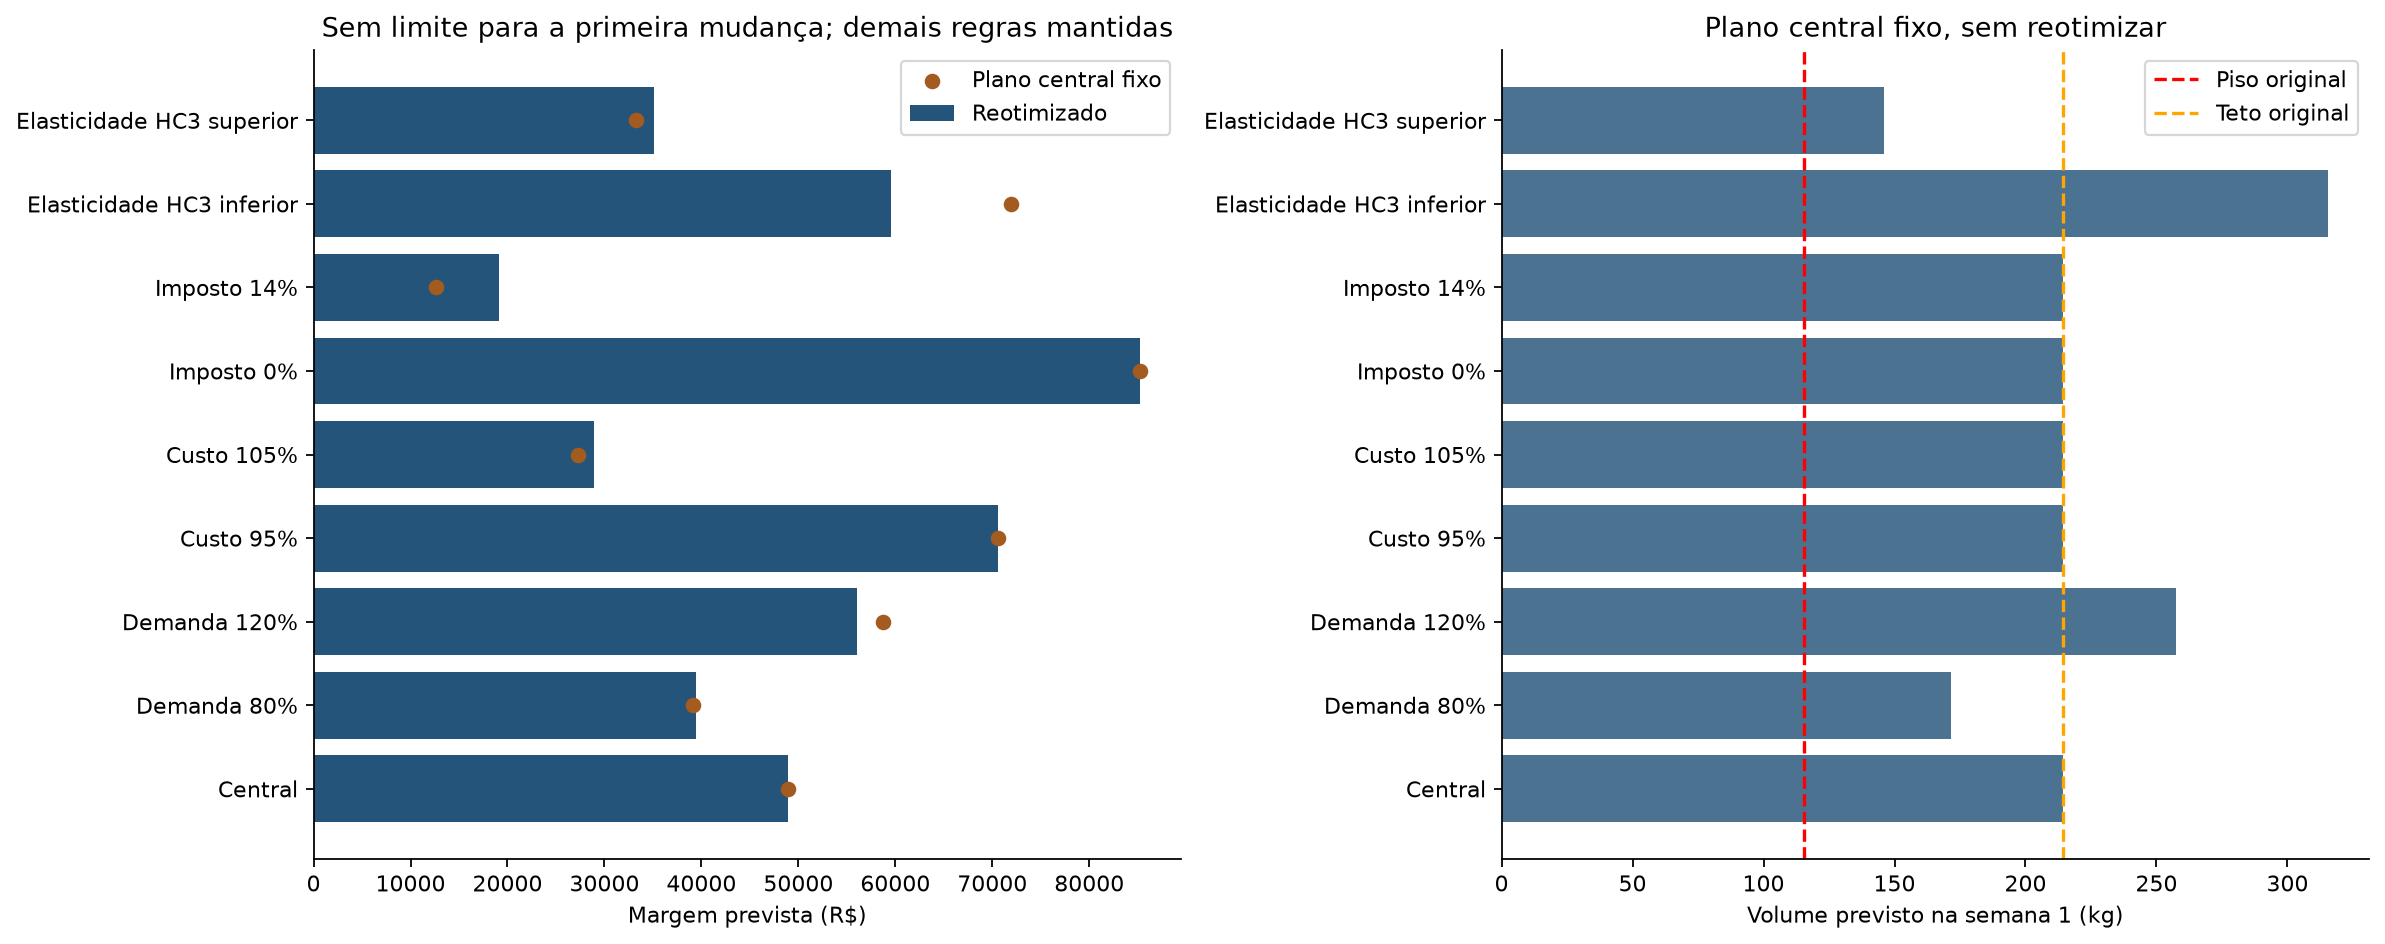 Sem limite para a primeira mudança; demais regras mantidas
Plano central fixo
Reotimizado
Elasticidade HC3 superior
Elasticidade HC3 inferior
Imposto 14%
Imposto 0%
Custo 105%
Custo 95%
Demanda 120%
Demanda 80%
Central
0 10000 20000 30000 40000 50000 60000 70000 80000
Margem prevista (R$)
Plano central fixo, sem reotimizar
Piso original
Teto original
Elasticidade HC3 superior
Elasticidade HC3 inferior
Imposto 14%
Imposto 0%
Custo 105%
Custo 95%
Demanda 120%
Demanda 80%
Central
0 50 100 150 200 250 300
Volume previsto na semana 1 (kg)